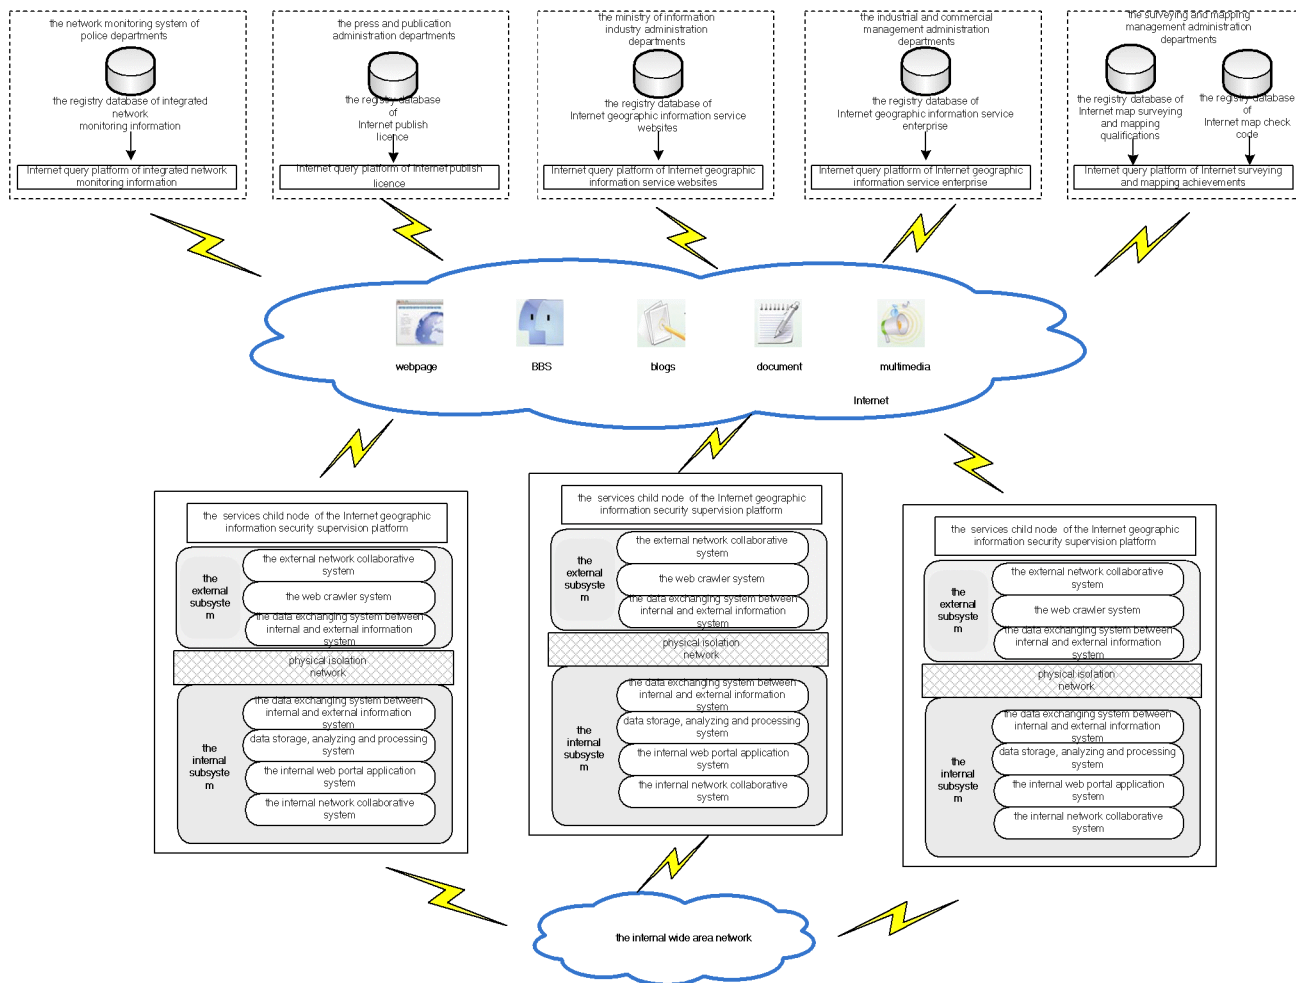 the network monitoring system of
police departments
the registry database of integrated
network
monitoring information
Internet query platform of integrated network
monitoring information
the press and publication
administration departments
the registry database
of
Internet publish
licence
Internet query platform of Internet publish
licence
the ministry of information
industry administration
departments
the registry database of
Internet geographic information service
websites
Internet query platform of Internet geographic
information service websites
the industrial and commercial
management administration
departments
the registry database of
Internet geographic information service
enterprise
Internet query platform of Internet geographic
information service enterprise
the surveying and mapping
management administration
departments
the registry database of
Internet map surveying
and mapping
qualifications
the registry database
of
Internet map check
code
Internet query platform of Internet surveying
and mapping achievements
webpage
BBS
blogs
document
multimedia
Internet
the services child node of the Internet geographic
information security supervision platform
the
external
subsyste
m
the external network collaborative
system
the web crawler system
the data exchanging system between
internal and external information
system
physical isolation
network
the
internal
subsyste
m
the data exchanging system between
internal and external information
system
data storage, analyzing and processing
system
the internal web portal application
system
the internal network collaborative
system
the services child node of the Internet geographic
information security supervision platform
the
external
subsyste
m
the external network collaborative
system
the web crawler system
the data exchanging system between
internal and external information
system
physical isolation
network
the
internal
subsyste
m
the data exchanging system between
internal and external information
system
data storage, analyzing and processing
system
the internal web portal application
system
the internal network collaborative
system
the services child node of the Internet geographic
information security supervision platform
the
external
subsyste
m
the external network collaborative
system
the web crawler system
the data exchanging system between
internal and external information
system
physical isolation
network
the
internal
subsyste
m
the data exchanging system between
internal and external information
system
data storage, analyzing and processing
system
the internal web portal application
system
the internal network collaborative
system
the internal wide area network